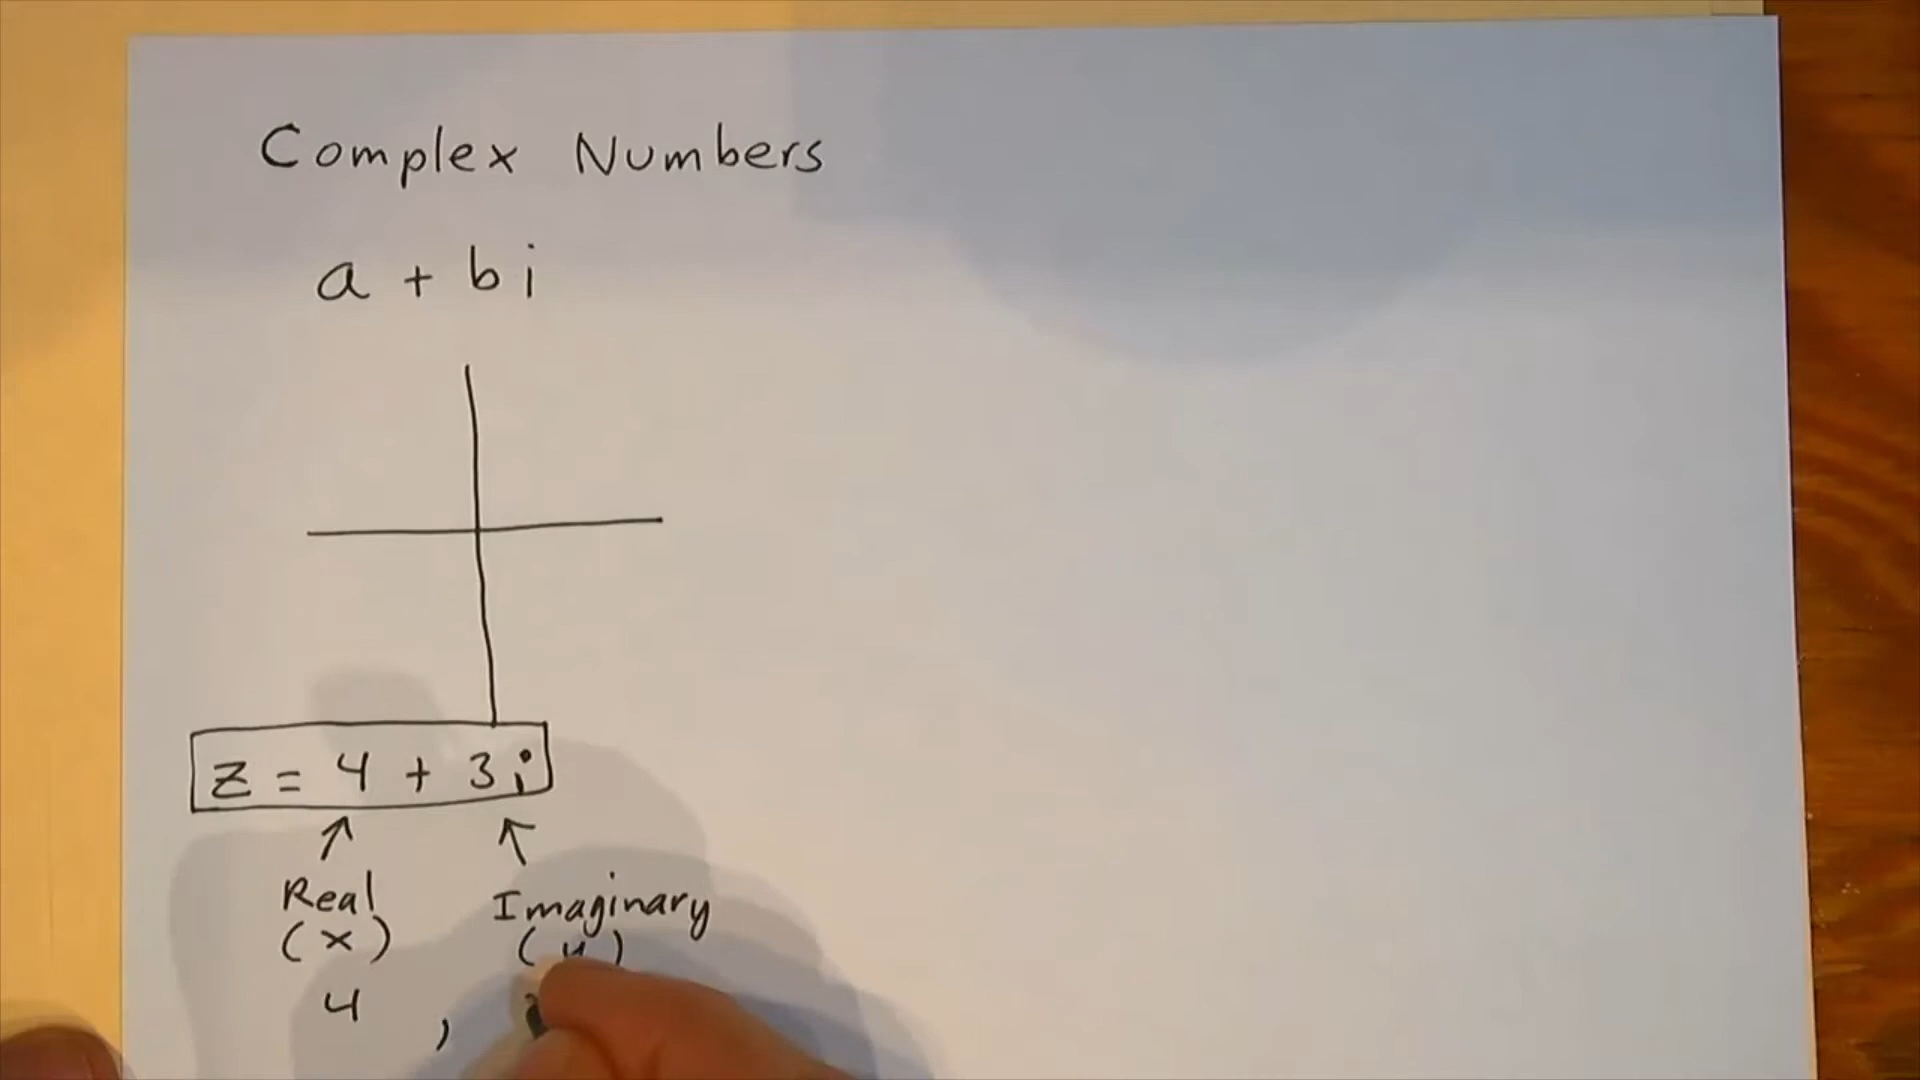 Complex Numbers
a + bi
z = 4 + 3i
Real Imaginary
(x) (y)
4 ,